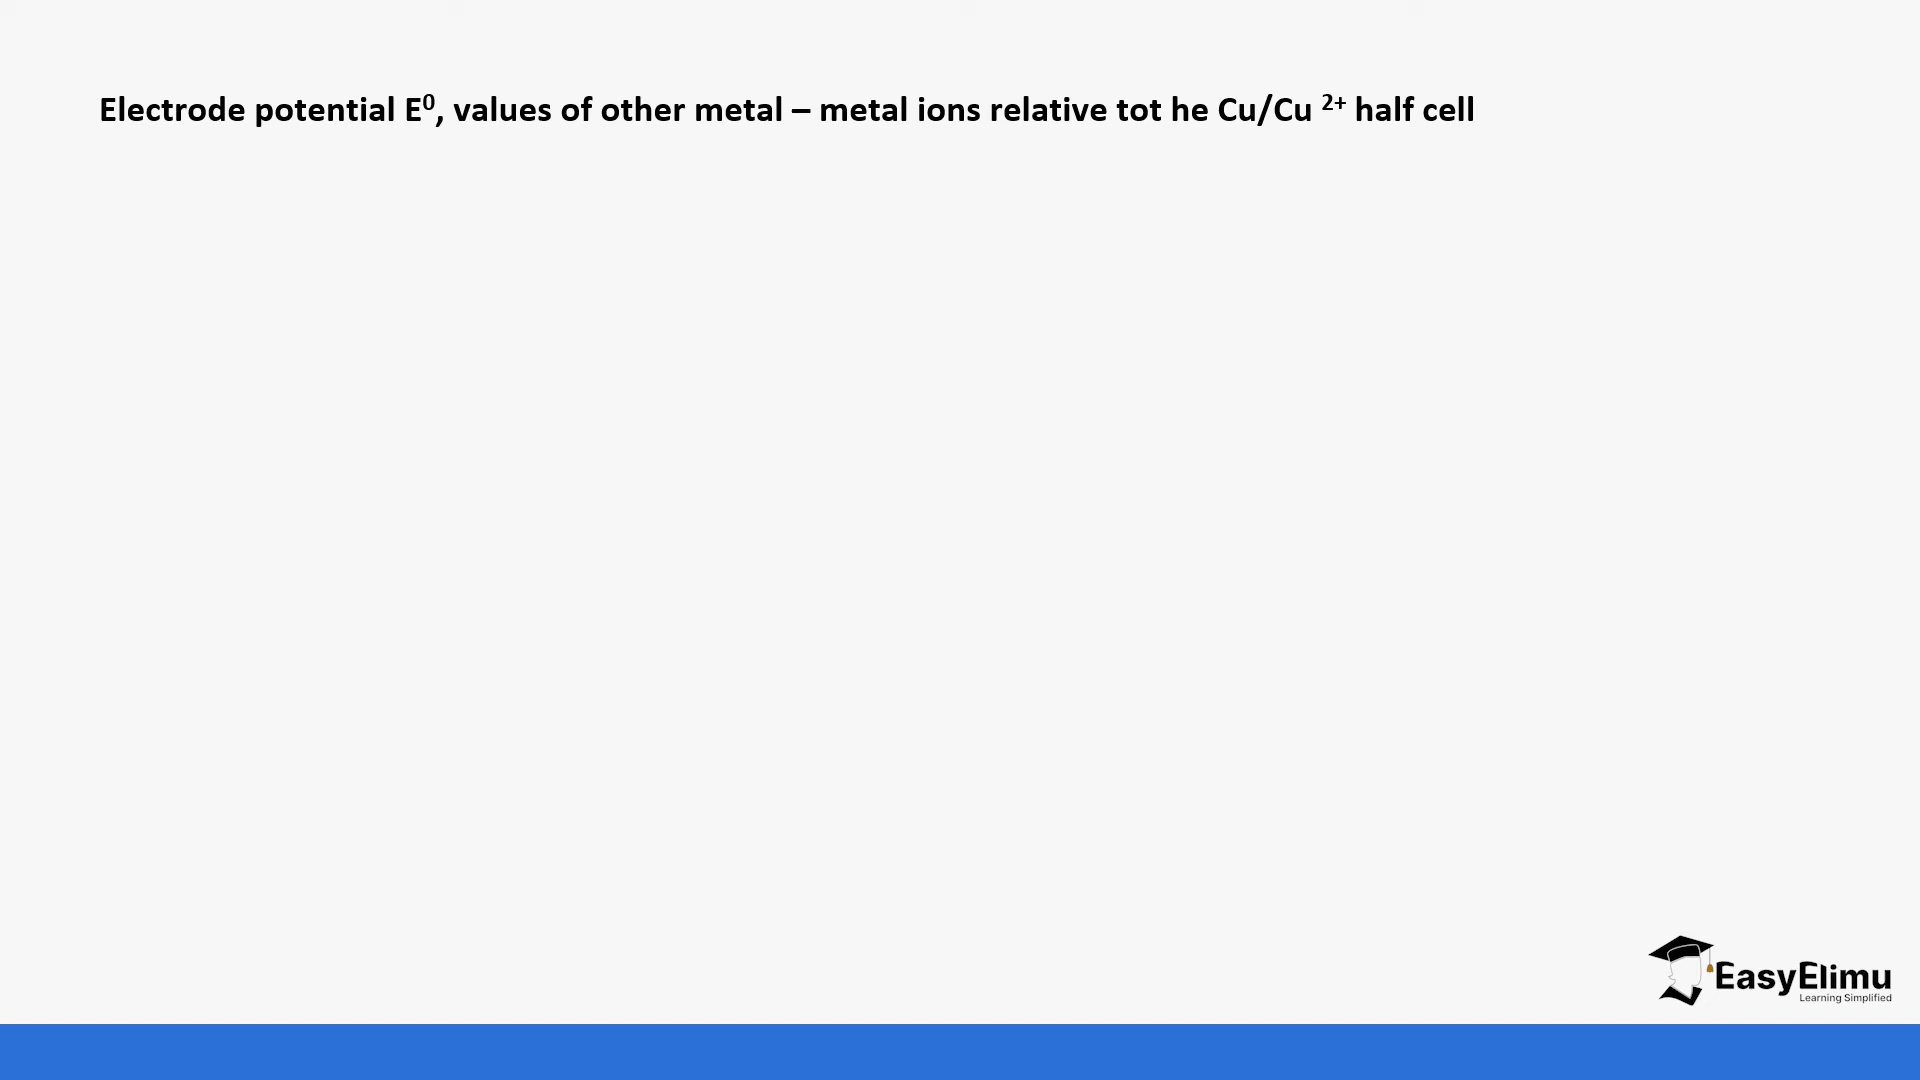 Electrode potential E⁰, values of other metal – metal ions relative tot he Cu/Cu ²⁺ half cell
EasyElimu
Learning Simplified